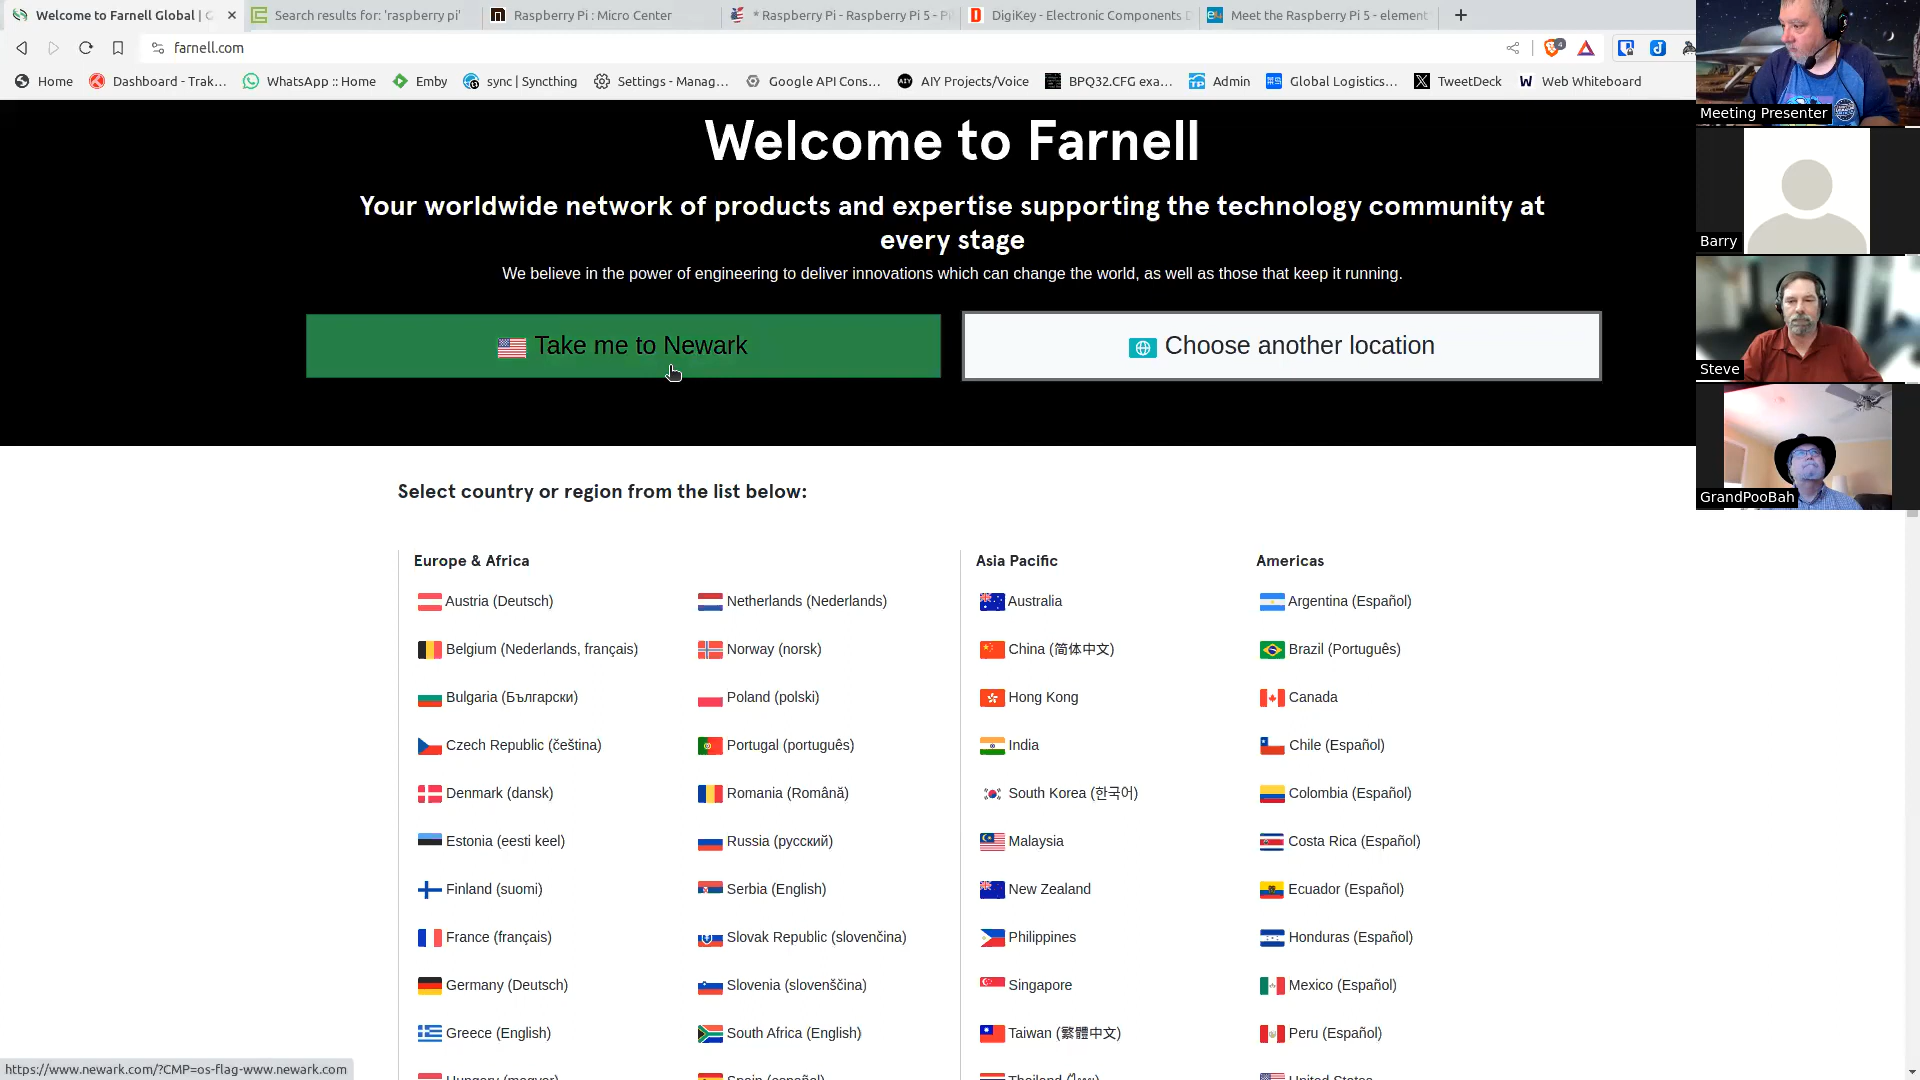 Welcome to Farnell Global | G
Search results for: 'raspberry pi'
Raspberry Pi : Micro Center
* Raspberry Pi - Raspberry Pi 5 - Pi
DigiKey - Electronic Components D
Meet the Raspberry Pi 5 - element
farnell.com
4
Home
Dashboard - Trak...
WhatsApp :: Home
Emby
sync | Syncthing
Settings - Manag...
Google API Cons...
AIY Projects/Voice
BPQ32.CFG exa...
Admin
Global Logistics...
TweetDeck
Web Whiteboard
Welcome to Farnell
Your worldwide network of products and expertise supporting the technology community at
every stage
We believe in the power of engineering to deliver innovations which can change the world, as well as those that keep it running.
Take me to Newark
Choose another location
Meeting Presenter
Barry
Steve
GrandPooBah
Select country or region from the list below:
Europe & Africa
Austria (Deutsch)
Belgium (Nederlands, français)
Bulgaria (Български)
Czech Republic (čeština)
Denmark (dansk)
Estonia (eesti keel)
Finland (suomi)
France (français)
Germany (Deutsch)
Greece (English)
Hungary (magyar)
Netherlands (Nederlands)
Norway (norsk)
Poland (polski)
Portugal (português)
Romania (Română)
Russia (русский)
Serbia (English)
Slovak Republic (slovenčina)
Slovenia (slovenščina)
South Africa (English)
Spain (español)
Asia Pacific
Australia
China (简体中文)
Hong Kong
India
South Korea (한국어)
Malaysia
New Zealand
Philippines
Singapore
Taiwan (繁體中文)
Thailand
Americas
Argentina (Español)
Brazil (Português)
Canada
Chile (Español)
Colombia (Español)
Costa Rica (Español)
Ecuador (Español)
Honduras (Español)
Mexico (Español)
Peru (Español)
United States
https://www.newark.com/?CMP=os-flag-www.newark.com